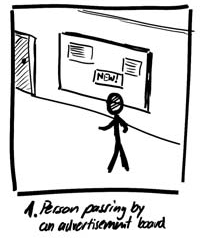 NEW!
1. Person passing by
an advertisement board